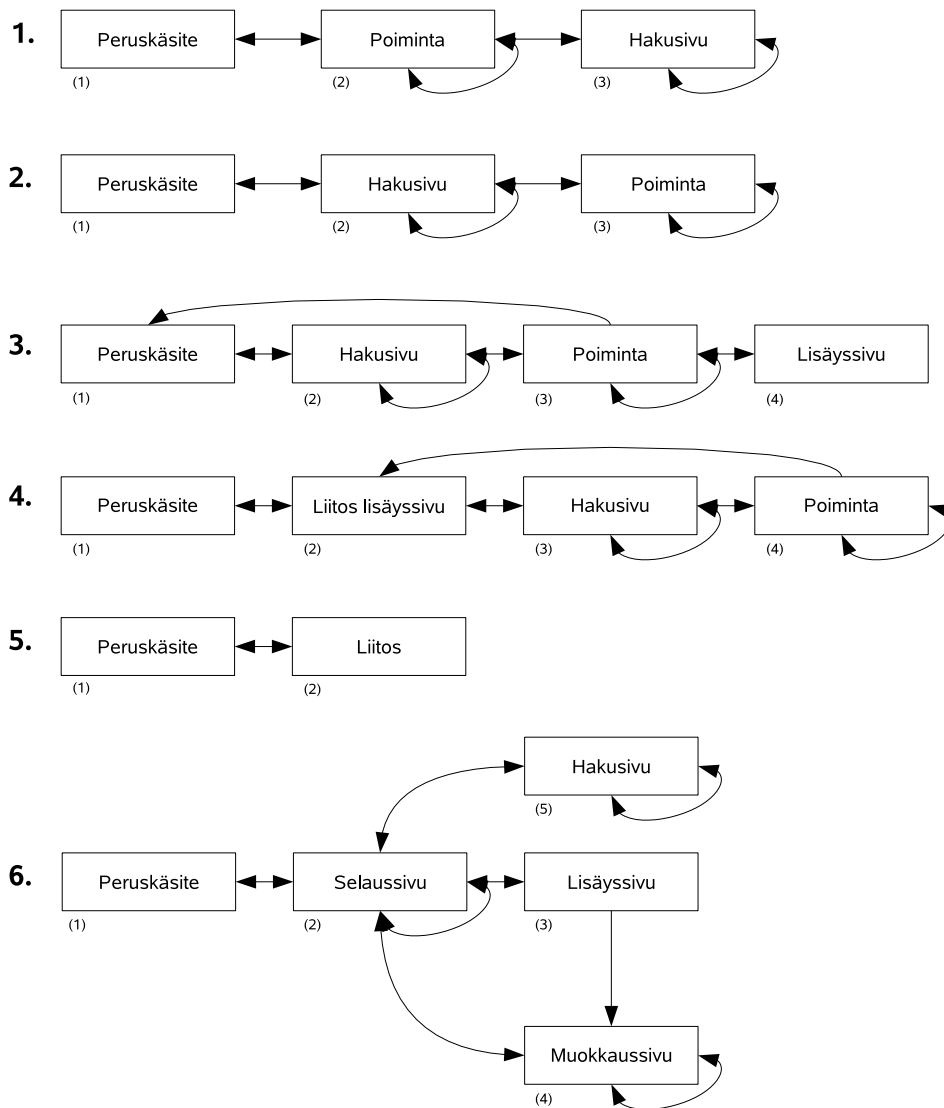 1. Peruskäsite Poiminta Hakusivu
(1) (2) (3)
2. Peruskäsite Hakusivu Poiminta
(1) (2) (3)
3. Peruskäsite Hakusivu Poiminta Lisäyssivu
(1) (2) (3) (4)
4. Peruskäsite Liitos lisäyssivu Hakusivu Poiminta
(1) (2) (3) (4)
5. Peruskäsite Liitos
(1) (2)
Hakusivu
(5)
6. Peruskäsite Selaussivu Lisäyssivu
(1) (2) (3)
Muokkaussivu
(4)